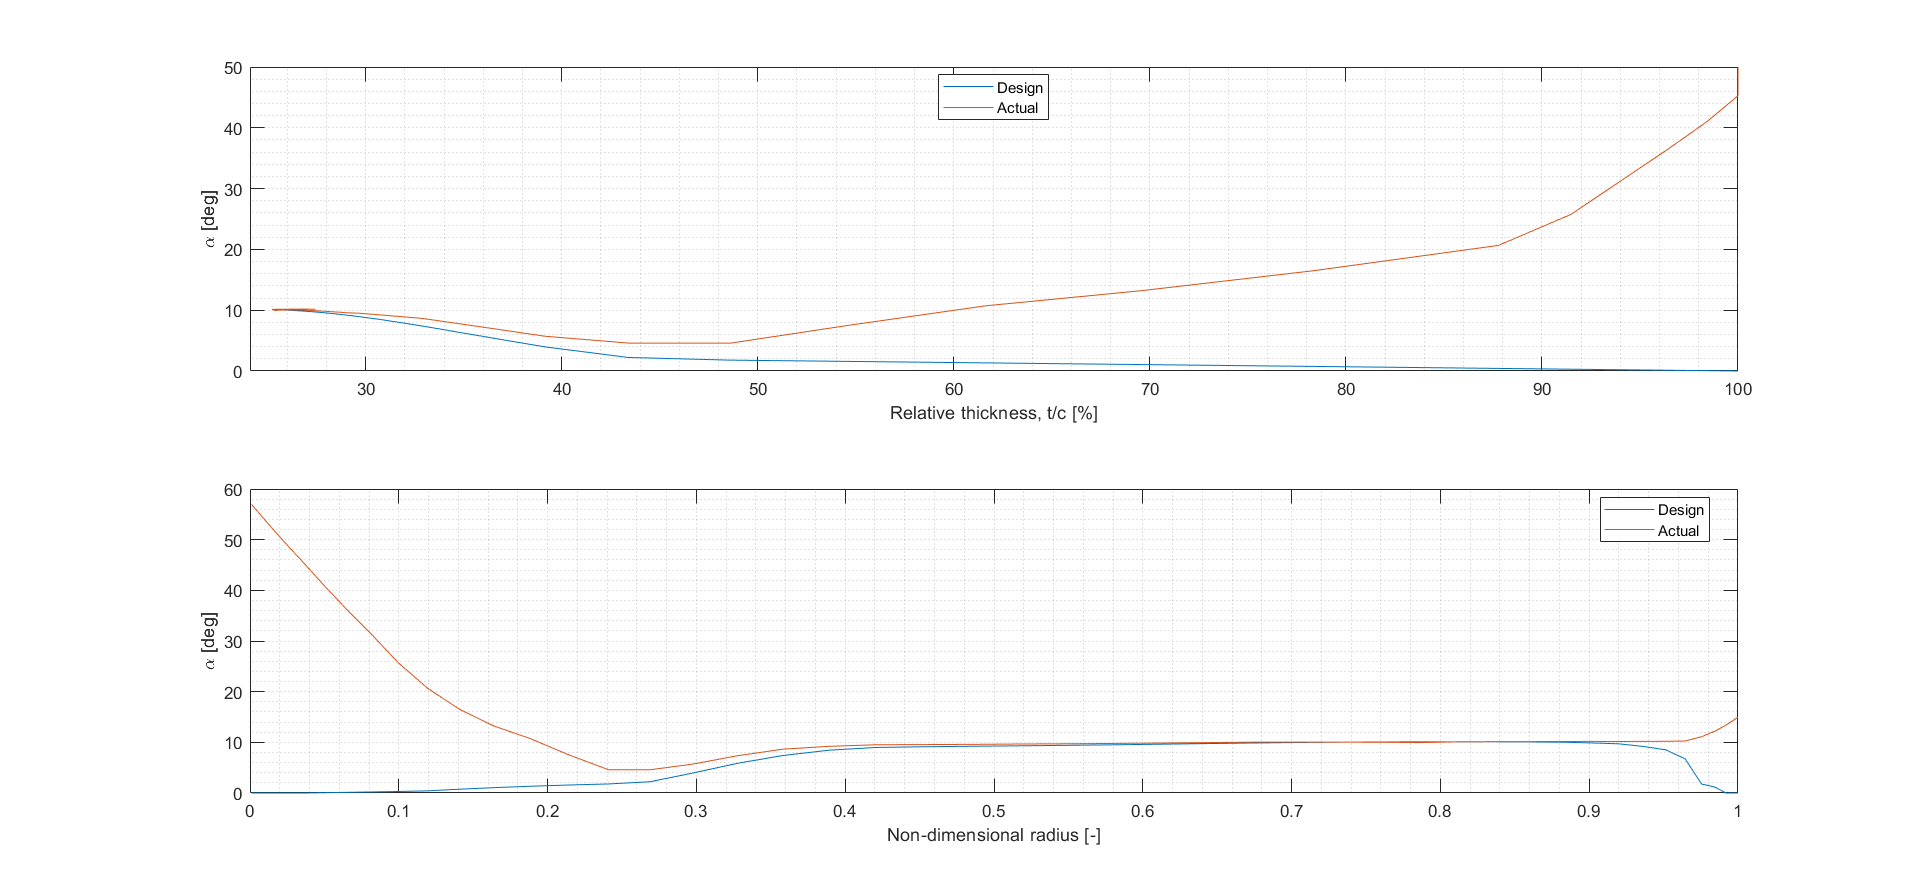 50
40
30
20
10
0
α [deg]
Design
Actual
30 40 50 60 70 80 90 100
Relative thickness, t/c [%]
60
50
40
30
20
10
0
α [deg]
Design
Actual
0 0.1 0.2 0.3 0.4 0.5 0.6 0.7 0.8 0.9 1
Non-dimensional radius [-]